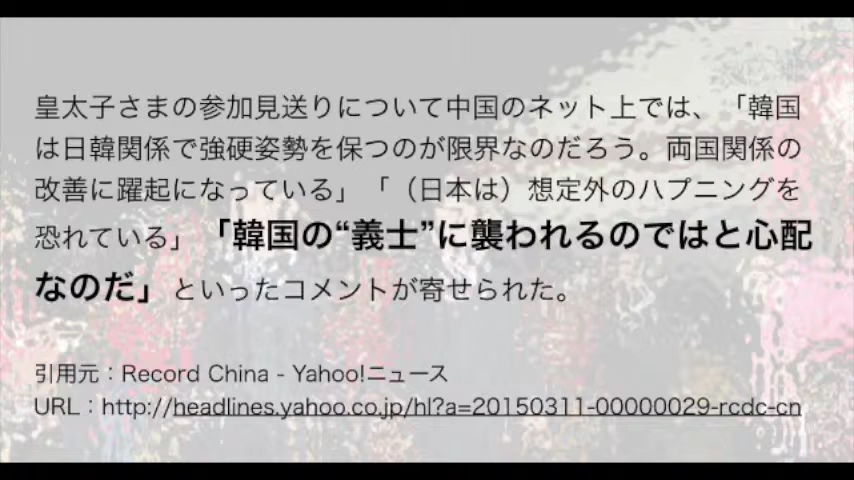 皇太子さまの参加見送りについて中国のネット上では、「韓国
は日韓関係で強硬姿勢を保つのが限界なのだろう。両国関係の
改善に躍起になっている」「（日本は）想定外のハプニングを
恐れている」「韓国の“義士”に襲われるのではと心配
なのだ」といったコメントが寄せられた。
引用元：Record China - Yahoo!ニュース
URL：http://headlines.yahoo.co.jp/hl?a=20150311-00000029-rcdc-cn